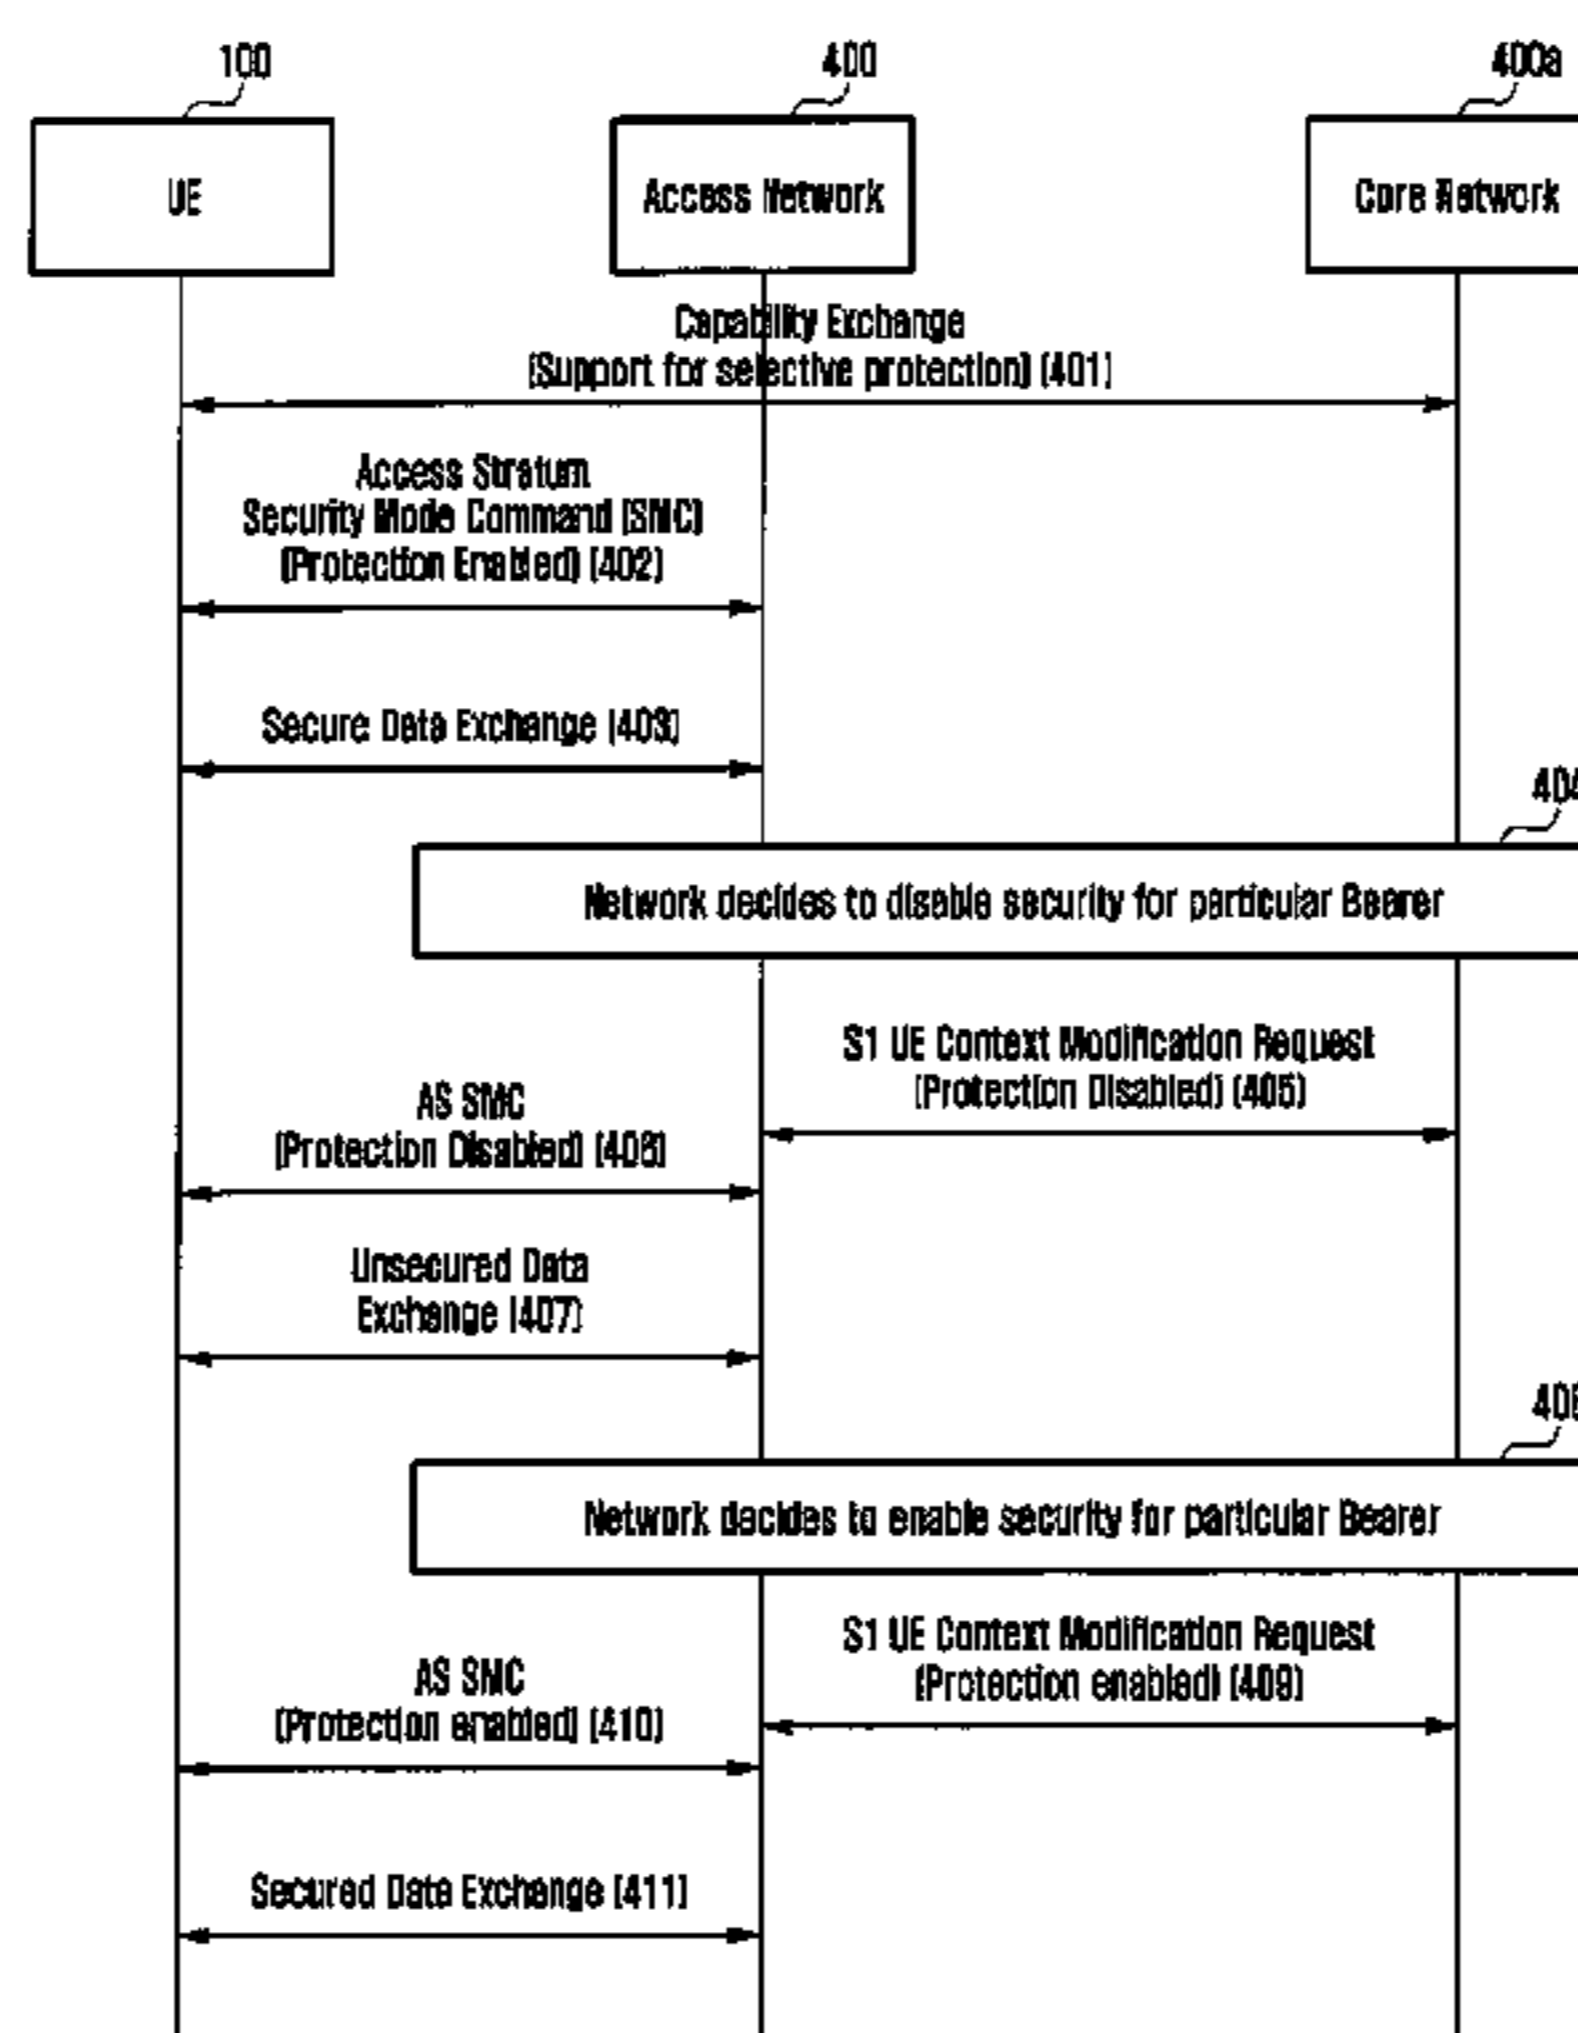 100
400
400a
UE
Access Network
Core Network
Capability Exchange
(Support for selective protection) (401)
Access Stratum
Security Mode Command (SMC)
(Protection Enabled) (402)
Secure Data Exchange (403)
Network decides to disable security for particular Bearer
S1 UE Context Modification Request
(Protection Disabled) (405)
AS SMC
(Protection Disabled) (406)
Unsecured Data
Exchange (407)
Network decides to enable security for particular Bearer
S1 UE Context Modification Request
(Protection enabled) (409)
AS SMC
(Protection enabled) (410)
Secured Data Exchange (411)